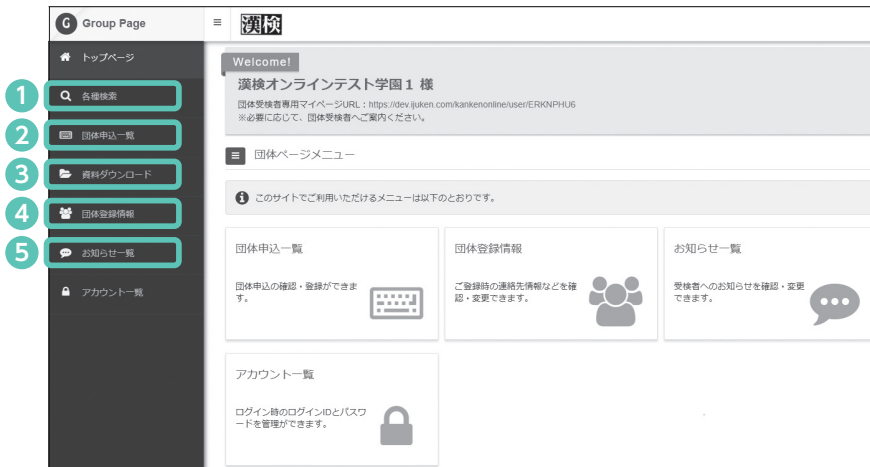 G Group Page
漢検
トップページ
1 各種検索
2 団体申込一覧
3 資料ダウンロード
4 団体登録情報
5 お知らせ一覧
アカウント一覧
Welcome!
漢検オンラインテスト学園１ 様
団体受検者専用マイページURL：https://dev.ijuken.com/kankenonline/user/ERKNPHU6
※必要に応じて、団体受検者へご案内ください。
団体ページメニュー
このサイトでご利用いただけるメニューは以下のとおりです。
団体申込一覧
団体申込の確認・登録ができま
す。
団体登録情報
ご登録時の連絡先情報などを確
認・変更できます。
お知らせ一覧
受検者へのお知らせを確認・変更
できます。
アカウント一覧
ログイン時のログインIDとパスワ
ードを管理ができます。